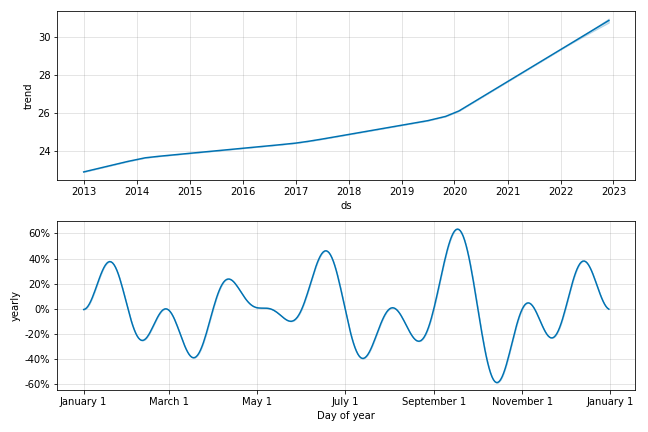 30
28
26
24
trend
2013 2014 2015 2016 2017 2018 2019 2020 2021 2022 2023
ds
60%
40%
20%
0%
-20%
-40%
-60%
yearly
January 1 March 1 May 1 July 1 September 1 November 1 January 1
Day of year